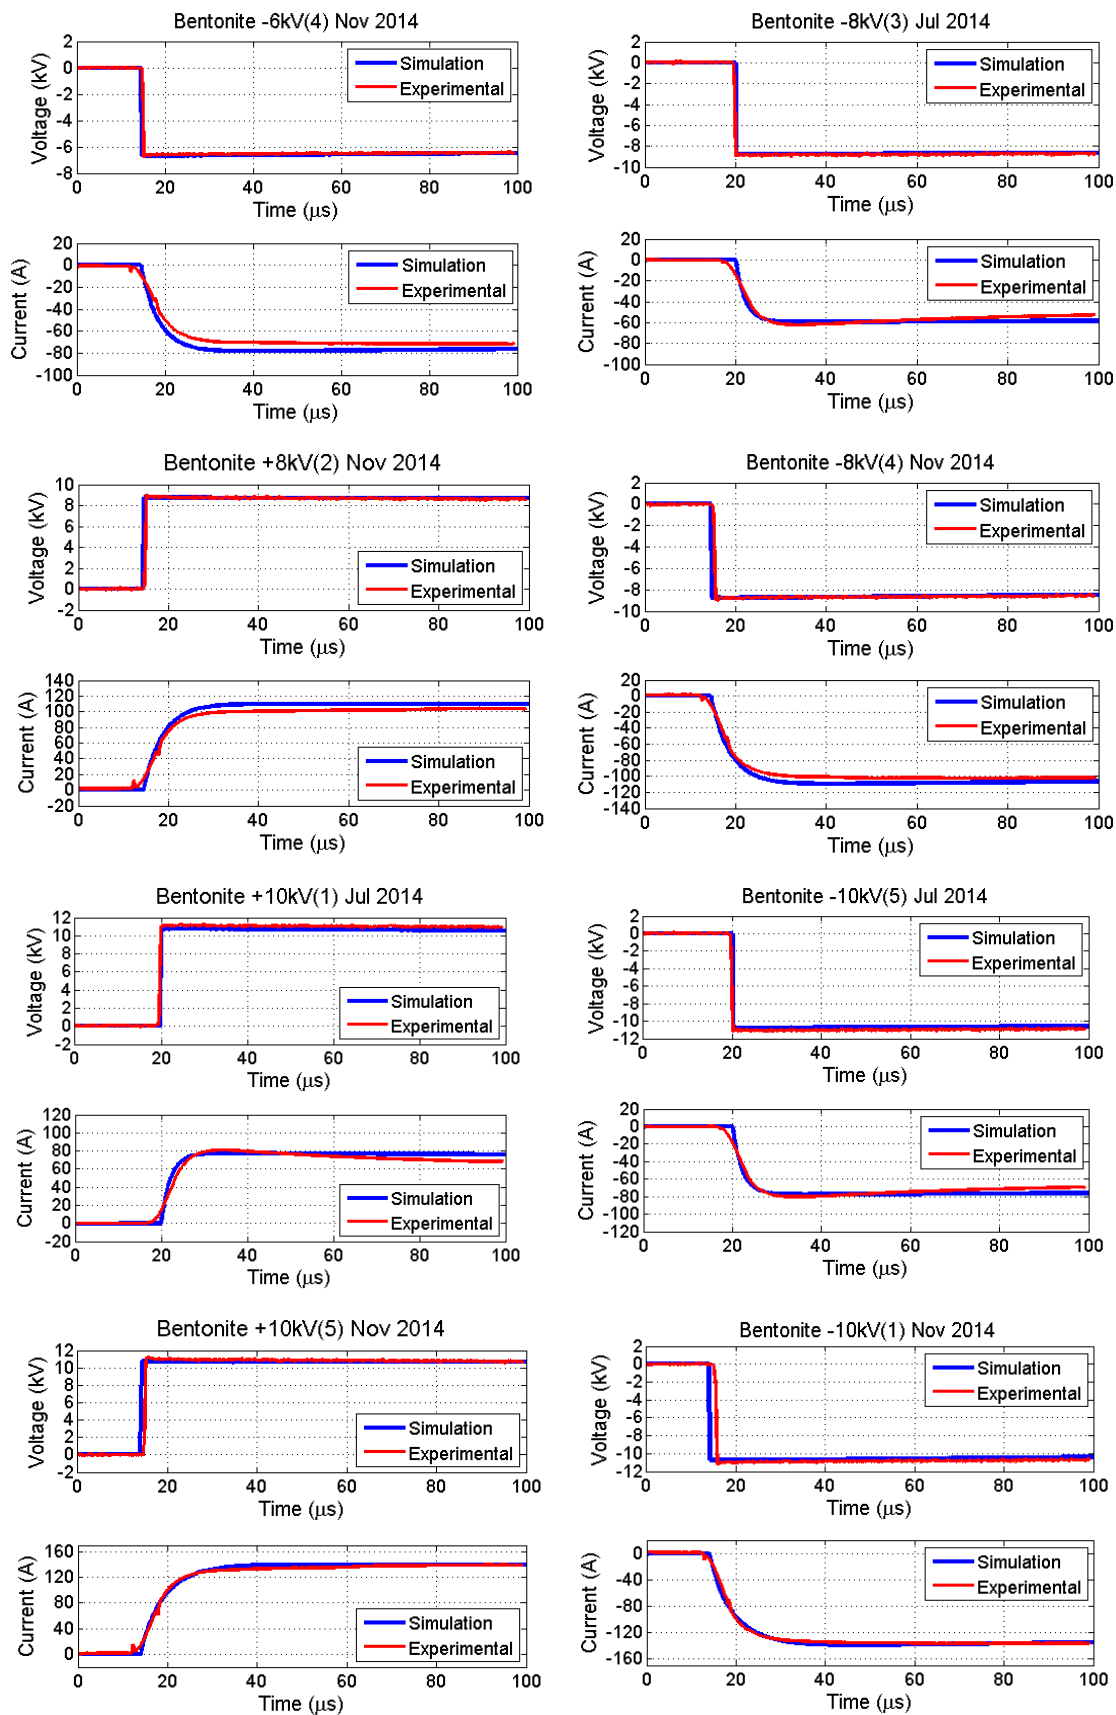 Bentonite -6kV(4) Nov 2014
2
0
-2
-4
-6
-8
Voltage (kV)
Simulation
Experimental
0 20 40 60 80 100
Time (μs)
20
0
-20
-40
-60
-80
-100
Current (A)
Simulation
Experimental
0 20 40 60 80 100
Time (μs)
Bentonite -8kV(3) Jul 2014
2
0
-2
-4
-6
-8
-10
Voltage (kV)
Simulation
Experimental
0 20 40 60 80 100
Time (μs)
20
0
-20
-40
-60
-80
-100
Current (A)
Simulation
Experimental
0 20 40 60 80 100
Time (μs)
Bentonite +8kV(2) Nov 2014
10
8
6
4
2
0
-2
Voltage (kV)
Simulation
Experimental
0 20 40 60 80 100
Time (μs)
140
120
100
80
60
40
20
0
-20
Current (A)
Simulation
Experimental
0 20 40 60 80 100
Time (μs)
Bentonite -8kV(4) Nov 2014
2
0
-2
-4
-6
-8
-10
Voltage (kV)
Simulation
Experimental
0 20 40 60 80 100
Time (μs)
20
0
-20
-40
-60
-80
-100
-120
-140
Current (A)
Simulation
Experimental
0 20 40 60 80 100
Time (μs)
Bentonite +10kV(1) Jul 2014
12
10
8
6
4
2
0
-2
Voltage (kV)
Simulation
Experimental
0 20 40 60 80 100
Time (μs)
120
100
80
60
40
20
0
-20
Current (A)
Simulation
Experimental
0 20 40 60 80 100
Time (μs)
Bentonite -10kV(5) Jul 2014
2
0
-2
-4
-6
-8
-10
-12
Voltage (kV)
Simulation
Experimental
0 20 40 60 80 100
Time (μs)
20
0
-20
-40
-60
-80
-100
-120
Current (A)
Simulation
Experimental
0 20 40 60 80 100
Time (μs)
Bentonite +10kV(5) Nov 2014
12
10
8
6
4
2
0
-2
Voltage (kV)
Simulation
Experimental
0 20 40 60 80 100
Time (μs)
160
120
80
40
0
Current (A)
Simulation
Experimental
0 20 40 60 80 100
Time (μs)
Bentonite -10kV(1) Nov 2014
2
0
-2
-4
-6
-8
-10
-12
Voltage (kV)
Simulation
Experimental
0 20 40 60 80 100
Time (μs)
0
-40
-80
-120
-160
Current (A)
Simulation
Experimental
0 20 40 60 80 100
Time (μs)